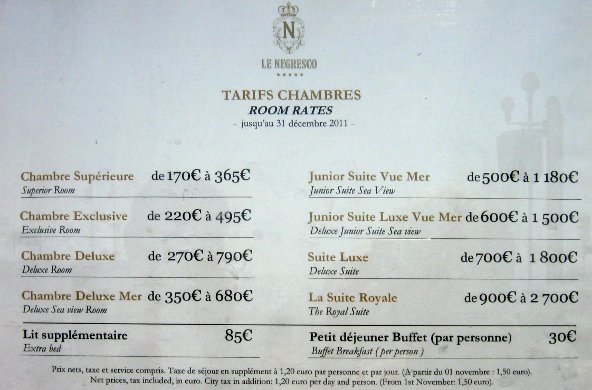 N
LE NEGRESCO
TARIFS CHAMBRES
ROOM RATES
- jusqu'au 31 décembre 2011 -
Chambre Supérieure de 170€ à 365€
Superior Room
Chambre Exclusive de 220€ à 495€
Exclusive Room
Chambre Deluxe de 270€ à 790€
Deluxe Room
Chambre Deluxe Mer de 350€ à 680€
Deluxe Sea view Room
Lit supplémentaire 85€
Extra bed
Junior Suite Vue Mer de 500€ à 1 180€
Junior Suite Sea View
Junior Suite Luxe Vue Mer de 600€ à 1 500€
Deluxe Junior Suite Sea view
Suite Luxe de 700€ à 1 800€
Deluxe Suite
La Suite Royale de 900€ à 2 700€
The Royal Suite
Petit déjeuner Buffet (par personne) 30€
Buffet Breakfast ( per person )
Prix nets, taxe et service compris. Taxe de séjour en supplément à 1,20 euro par personne et par jour. (À partir du 01 novembre : 1,50 euro).
Net prices, tax included, in euro. City tax in addition: 1,20 euro per day and person. (From 1st November: 1,50 euro).